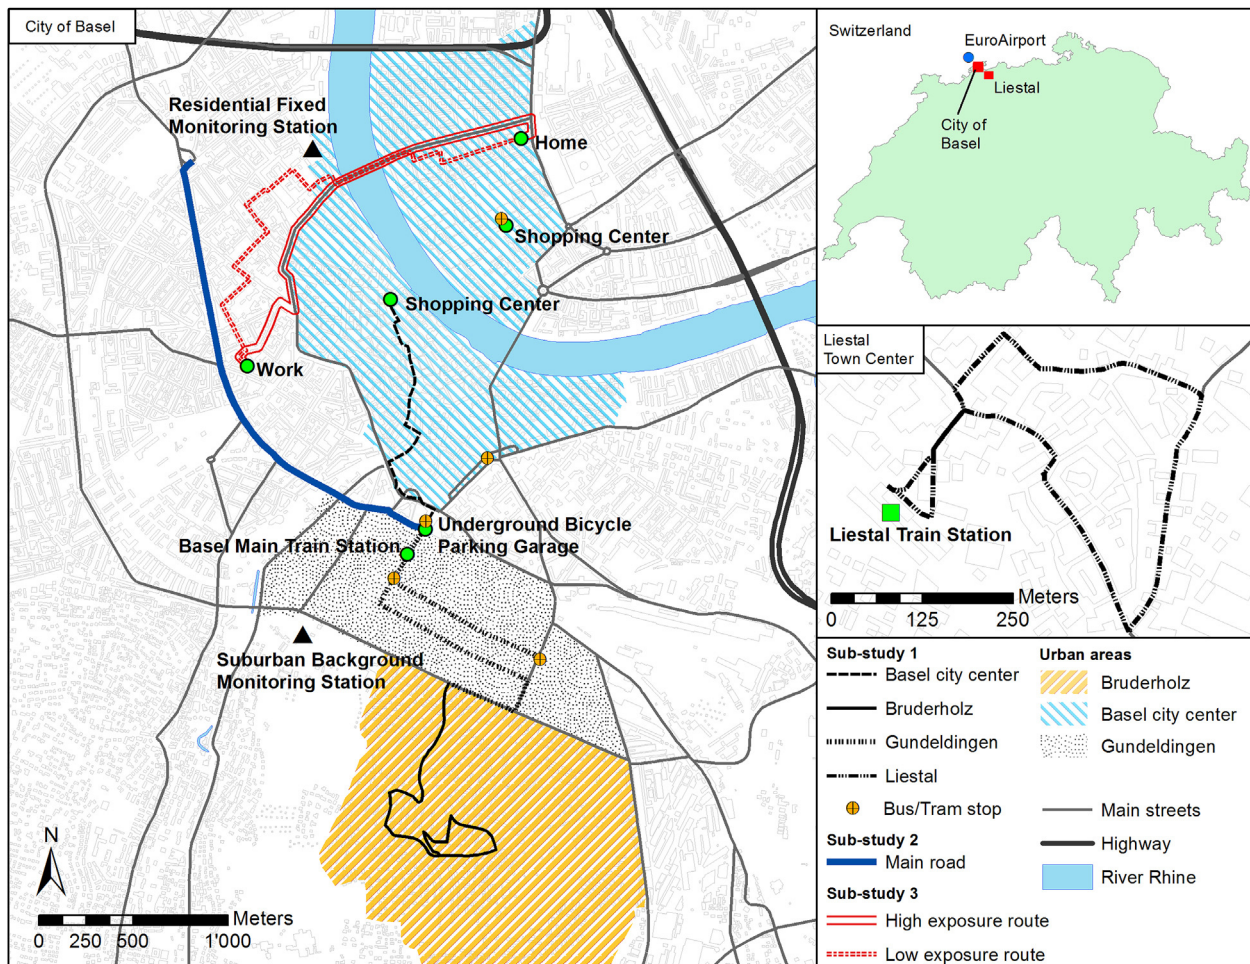 City of Basel
Residential Fixed
Monitoring Station
Home
Shopping Center
Shopping Center
Work
Underground Bicycle
Parking Garage
Basel Main Train Station
Suburban Background
Monitoring Station
N
Meters
0 250 500 1'000
Switzerland
EuroAirport
Liestal
City of
Basel
Liestal
Town Center
Liestal Train Station
Meters
0 125 250
Sub-study 1
Basel city center
Bruderholz
Gundeldingen
Liestal
Bus/Tram stop
Sub-study 2
Main road
Sub-study 3
High exposure route
Low exposure route
Urban areas
Bruderholz
Basel city center
Gundeldingen
Main streets
Highway
River Rhine